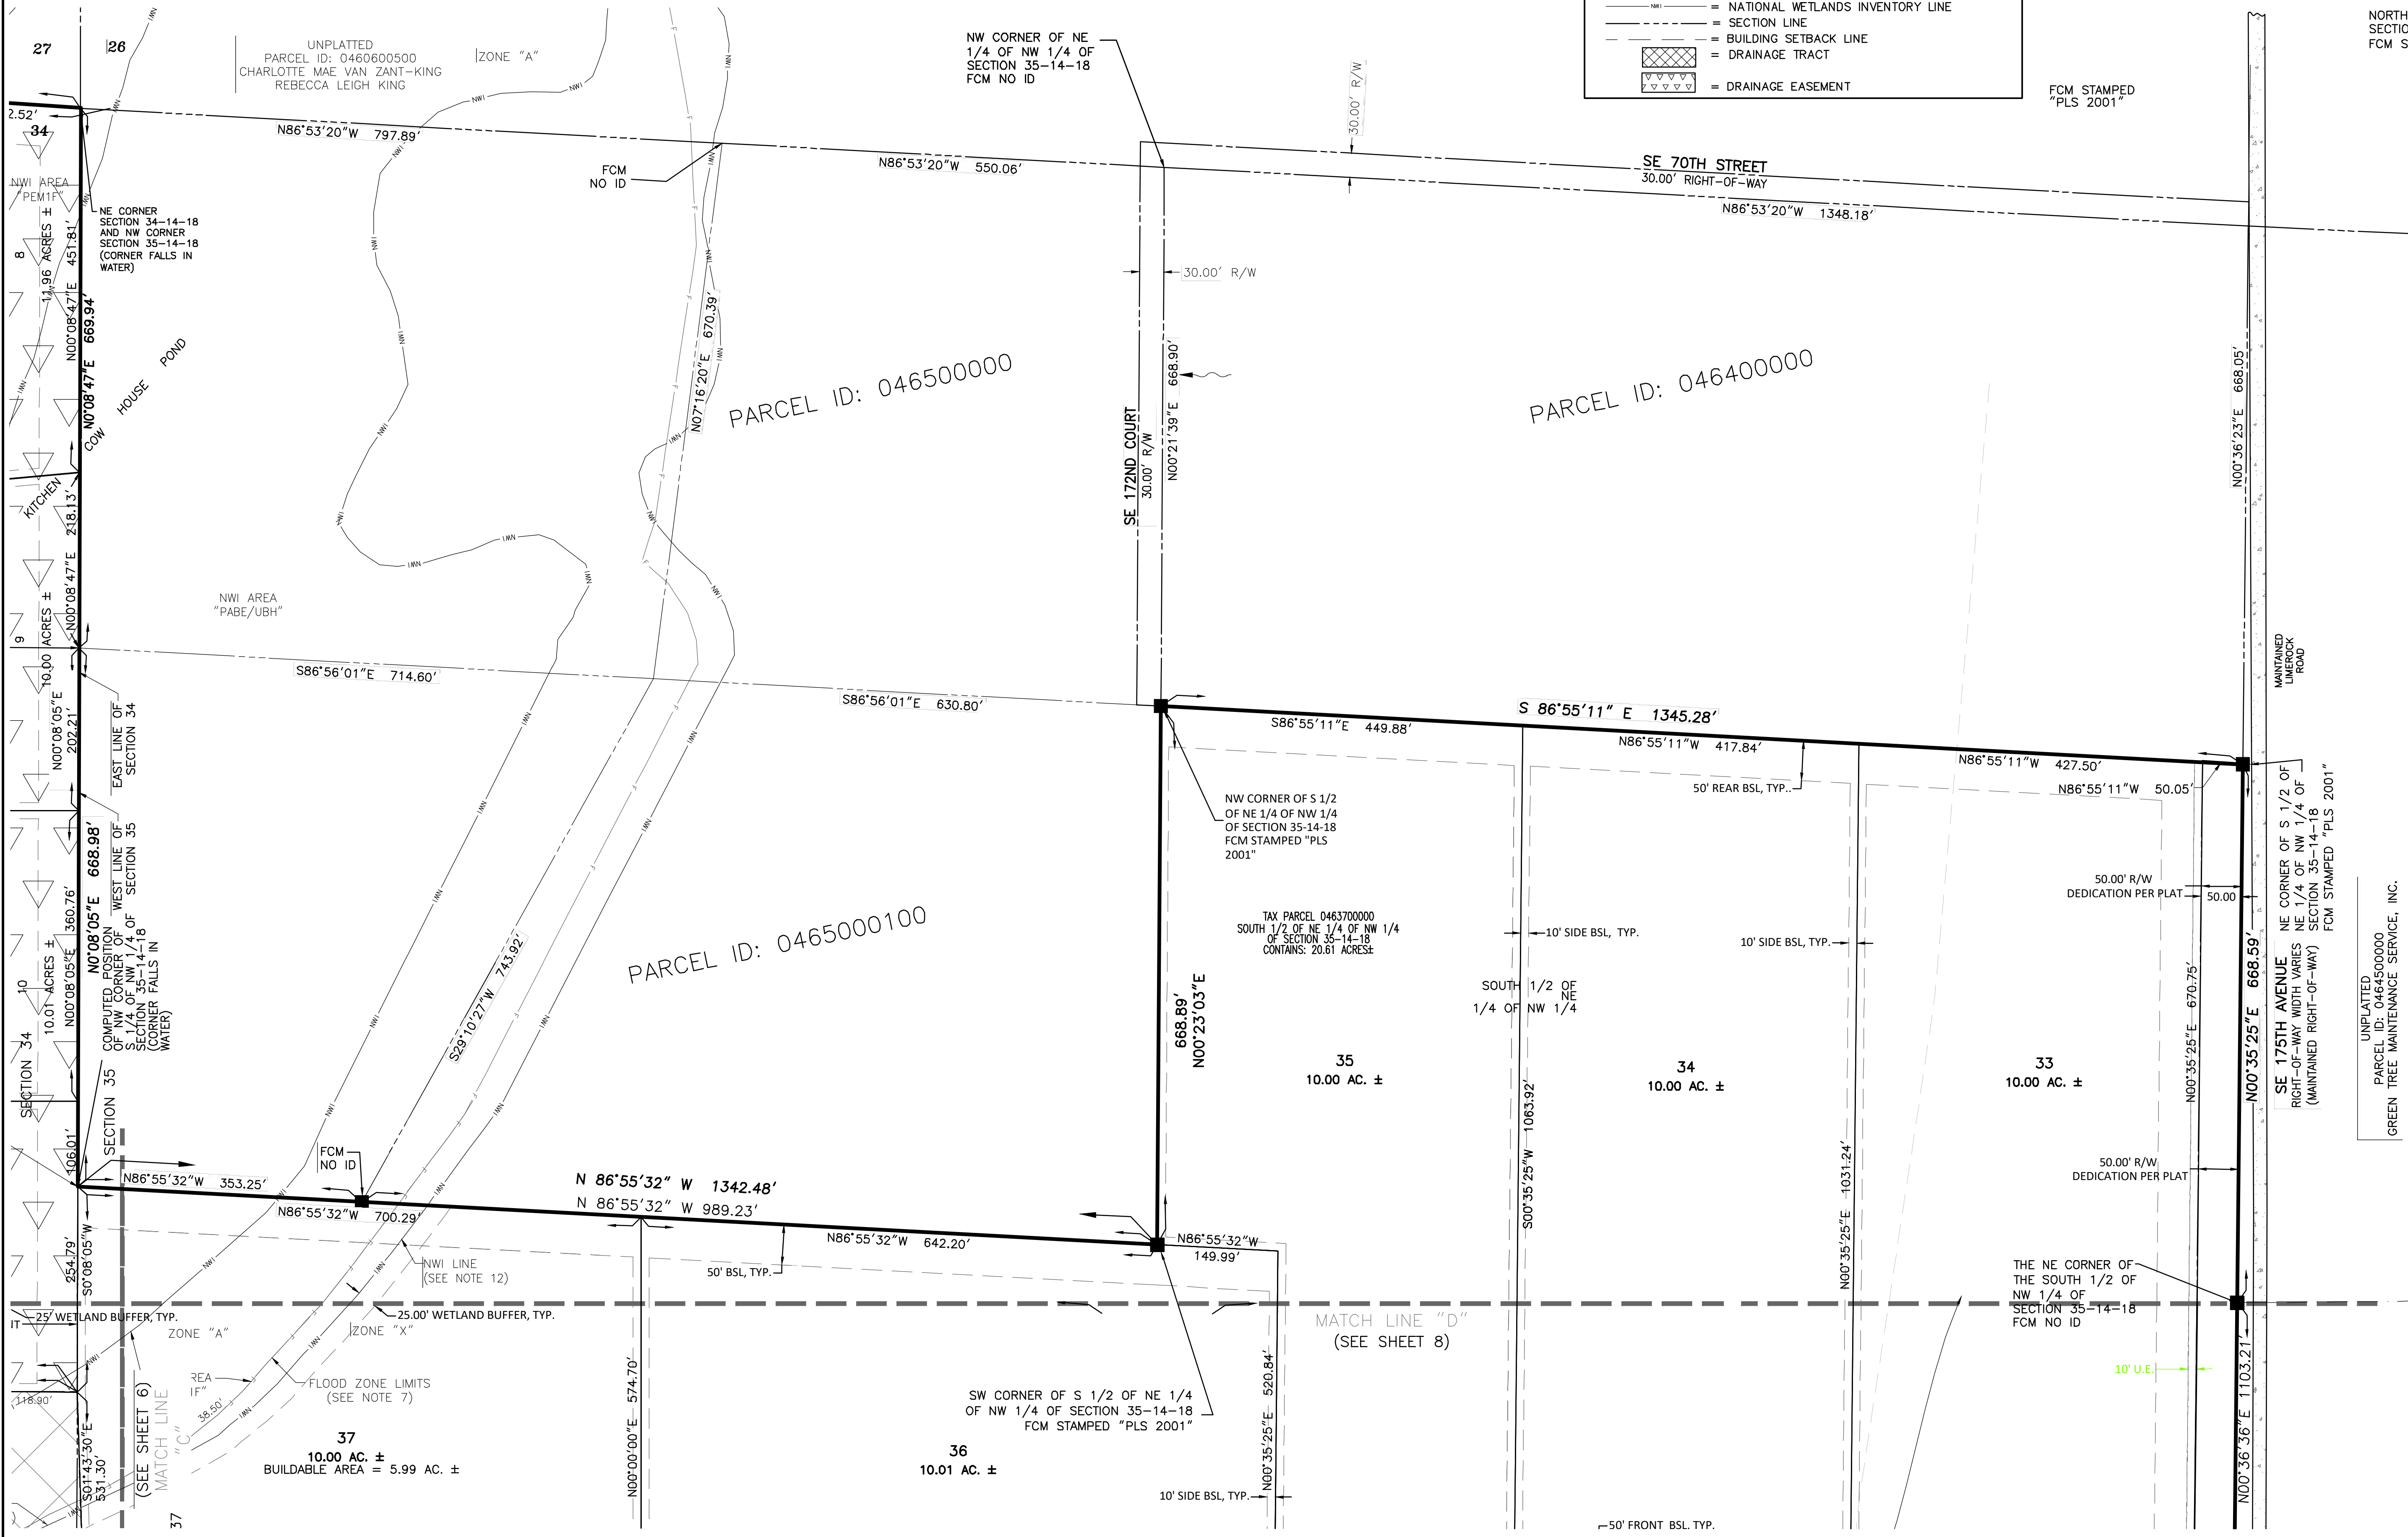 NWI = NATIONAL WETLANDS INVENTORY LINE
= SECTION LINE
= BUILDING SETBACK LINE
= DRAINAGE TRACT
= DRAINAGE EASEMENT
27
26
34
UNPLATTED
PARCEL ID: 0460600500
CHARLOTTE MAE VAN ZANT-KING
REBECCA LEIGH KING
ZONE "A"
NW CORNER OF NE
1/4 OF NW 1/4 OF
SECTION 35-14-18
FCM NO ID
FCM STAMPED
"PLS 2001"
2.52'
N86°53'20"W 797.89'
FCM
NO ID
N86°53'20"W 550.06'
30.00' R/W
SE 70TH STREET
30.00' RIGHT-OF-WAY
N86°53'20"W 1348.18'
NWI AREA
"PEM1F"
NE CORNER
SECTION 34-14-18
AND NW CORNER
SECTION 35-14-18
(CORNER FALLS IN
WATER)
8
11.96 ACRES ±
N00°08'47"E 451.81'
N0°08'47"E 669.94'
KITCHEN COW HOUSE POND
N00°08'47"E 218.13'
9
10.00 ACRES ±
NWI AREA
"PABE/UBH"
N07°16'20"E 670.39'
PARCEL ID: 046500000
30.00' R/W
SE 172ND COURT
30.00' R/W
N00°21'39"E 668.90'
PARCEL ID: 046400000
N00°36'23"E 668.05'
MAINTAINED
LIMEROCK
ROAD
S86°56'01"E 714.60'
S86°56'01"E 630.80'
S 86°55'11" E 1345.28'
S86°55'11"E 449.88'
N86°55'11"W 417.84'
N86°55'11"W 427.50'
N86°55'11"W 50.05'
50' REAR BSL, TYP..
N00°08'05"E
202.21'
EAST LINE OF
SECTION 34
WEST LINE OF
SECTION 35
N0°08'05"E 668.98'
10
10.01 ACRES ±
N00°08'05"E 360.76'
COMPUTED POSITION
OF NW CORNER OF
S 1/4 OF NW 1/4 OF
SECTION 35-14-18
(CORNER FALLS IN
WATER)
SECTION 34
SECTION 35
106.01'
PARCEL ID: 0465000100
S29°10'27"W 743.92'
NW CORNER OF S 1/2
OF NE 1/4 OF NW 1/4
OF SECTION 35-14-18
FCM STAMPED "PLS
2001"
TAX PARCEL 0463700000
SOUTH 1/2 OF NE 1/4 OF NW 1/4
OF SECTION 35-14-18
CONTAINS: 20.61 ACRES±
668.89'
N00°23'03"E
10' SIDE BSL, TYP.
10' SIDE BSL, TYP.
SOUTH 1/2 OF
NE
1/4 OF NW 1/4
35
10.00 AC. ±
34
10.00 AC. ±
33
10.00 AC. ±
S00°35'25"W 1063.92'
N00°35'25"E 1031.24'
50.00' R/W
DEDICATION PER PLAT
50.00
N00°35'25"E 670.75'
N00°35'25"E 668.59'
SE 175TH AVENUE
RIGHT-OF-WAY WIDTH VARIES
(MAINTAINED RIGHT-OF-WAY)
NE CORNER OF S 1/2 OF
NE 1/4 OF NW 1/4 OF
SECTION 35-14-18
FCM STAMPED "PLS 2001"
UNPLATTED
PARCEL ID: 0464500000
GREEN TREE MAINTENANCE SERVICE, INC.
50.00' R/W
DEDICATION PER PLAT
N86°55'32"W 353.25'
FCM
NO ID
N86°55'32"W 700.29'
N 86°55'32" W 1342.48'
N 86°55'32" W 989.23'
N86°55'32"W 642.20'
N86°55'32"W
149.99'
50' BSL, TYP.
254.79'
S0°08'05"W
25' WETLAND BUFFER, TYP.
NWI LINE
(SEE NOTE 12)
25.00' WETLAND BUFFER, TYP.
ZONE "A"
ZONE "X"
MATCH LINE "D"
(SEE SHEET 8)
THE NE CORNER OF
THE SOUTH 1/2 OF
NW 1/4 OF
SECTION 35-14-18
FCM NO ID
10' U.E.
FLOOD ZONE LIMITS
(SEE NOTE 7)
38.50'
118.90'
S01°43'30"E
531.30'
(SEE SHEET 6)
MATCH LINE
"C"
37
37
10.00 AC. ±
BUILDABLE AREA = 5.99 AC. ±
N00°00'00"E 574.70'
SW CORNER OF S 1/2 OF NE 1/4
OF NW 1/4 OF SECTION 35-14-18
FCM STAMPED "PLS 2001"
36
10.01 AC. ±
N00°35'25"E 520.84'
10' SIDE BSL, TYP.
50' FRONT BSL, TYP.
N00°36'36"E 1103.21'